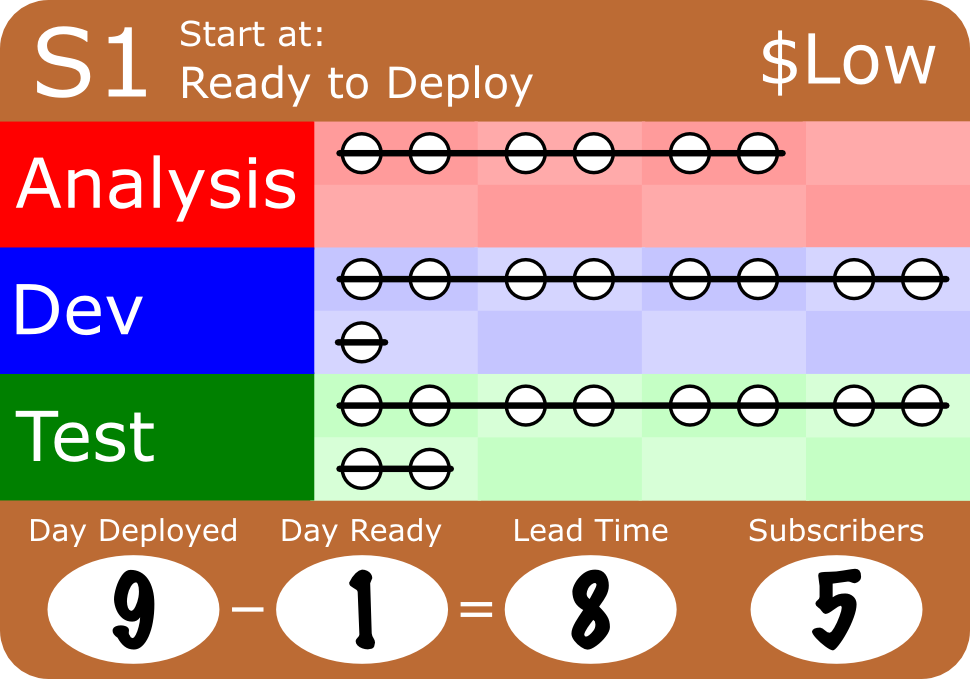 S1
Start at:
Ready to Deploy
$Low
Analysis
Dev
Test
Day Deployed
Day Ready
Lead Time
Subscribers
9 – 1 = 8
5